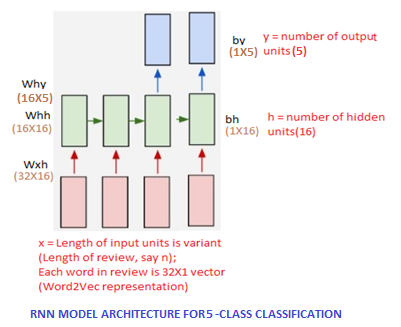 by
(1X5)
y = number of output
units(5)
Why
(16X5)
Whh
(16X16)
bh
(1X16)
h = number of hidden
units(16)
Wxh
(32X16)
x = Length of input units is variant
(Length of review, say n);
Each word in review is 32X1 vector
(Word2Vec representation)
RNN MODEL ARCHITECTURE FOR5 -CLASS CLASSIFICATION